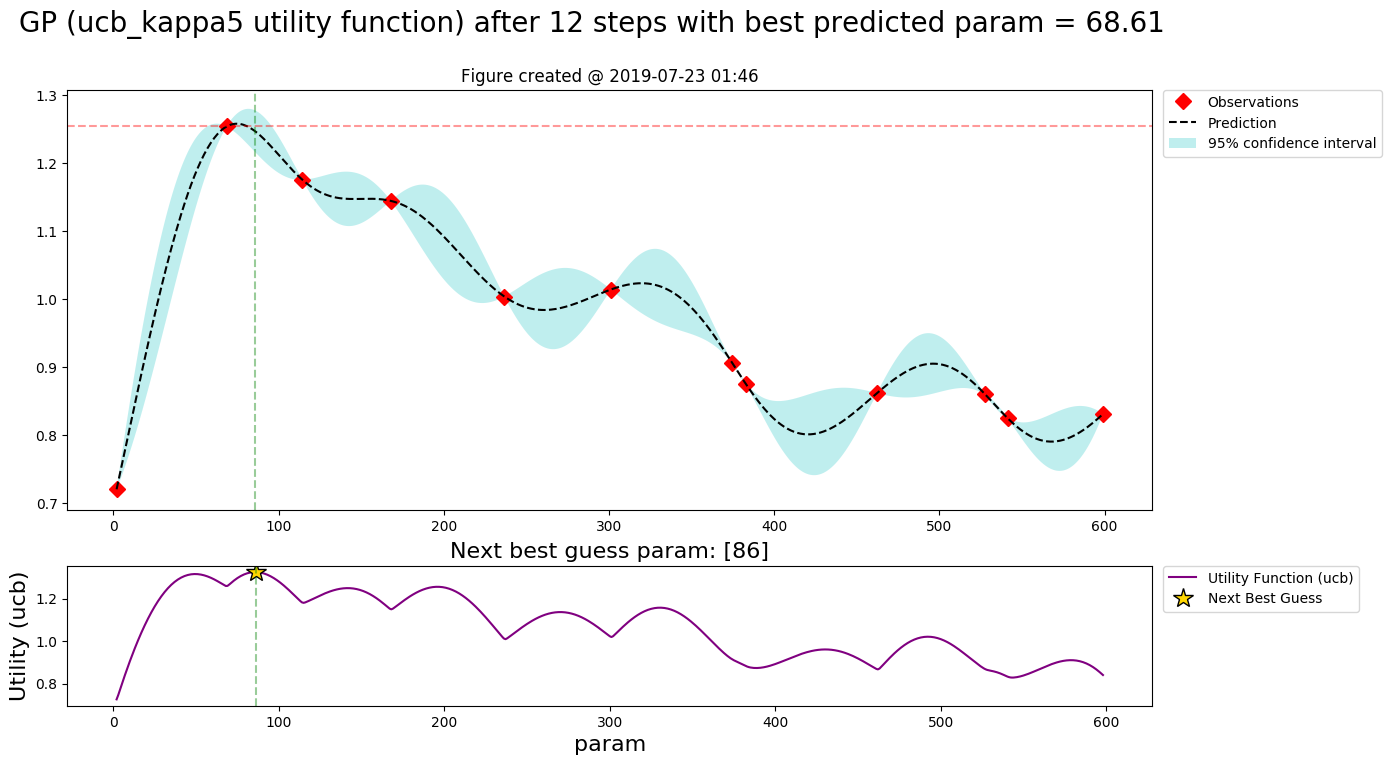 GP (ucb_kappa5 utility function) after 12 steps with best predicted param = 68.61
Figure created @ 2019-07-23 01:46
1.3
1.2
1.1
1.0
0.9
0.8
0.7
0 100 200 300 400 500 600
Observations
Prediction
95% confidence interval
Next best guess param: [86]
Utility (ucb)
1.2
1.0
0.8
0 100 200 300 400 500 600
param
Utility Function (ucb)
Next Best Guess